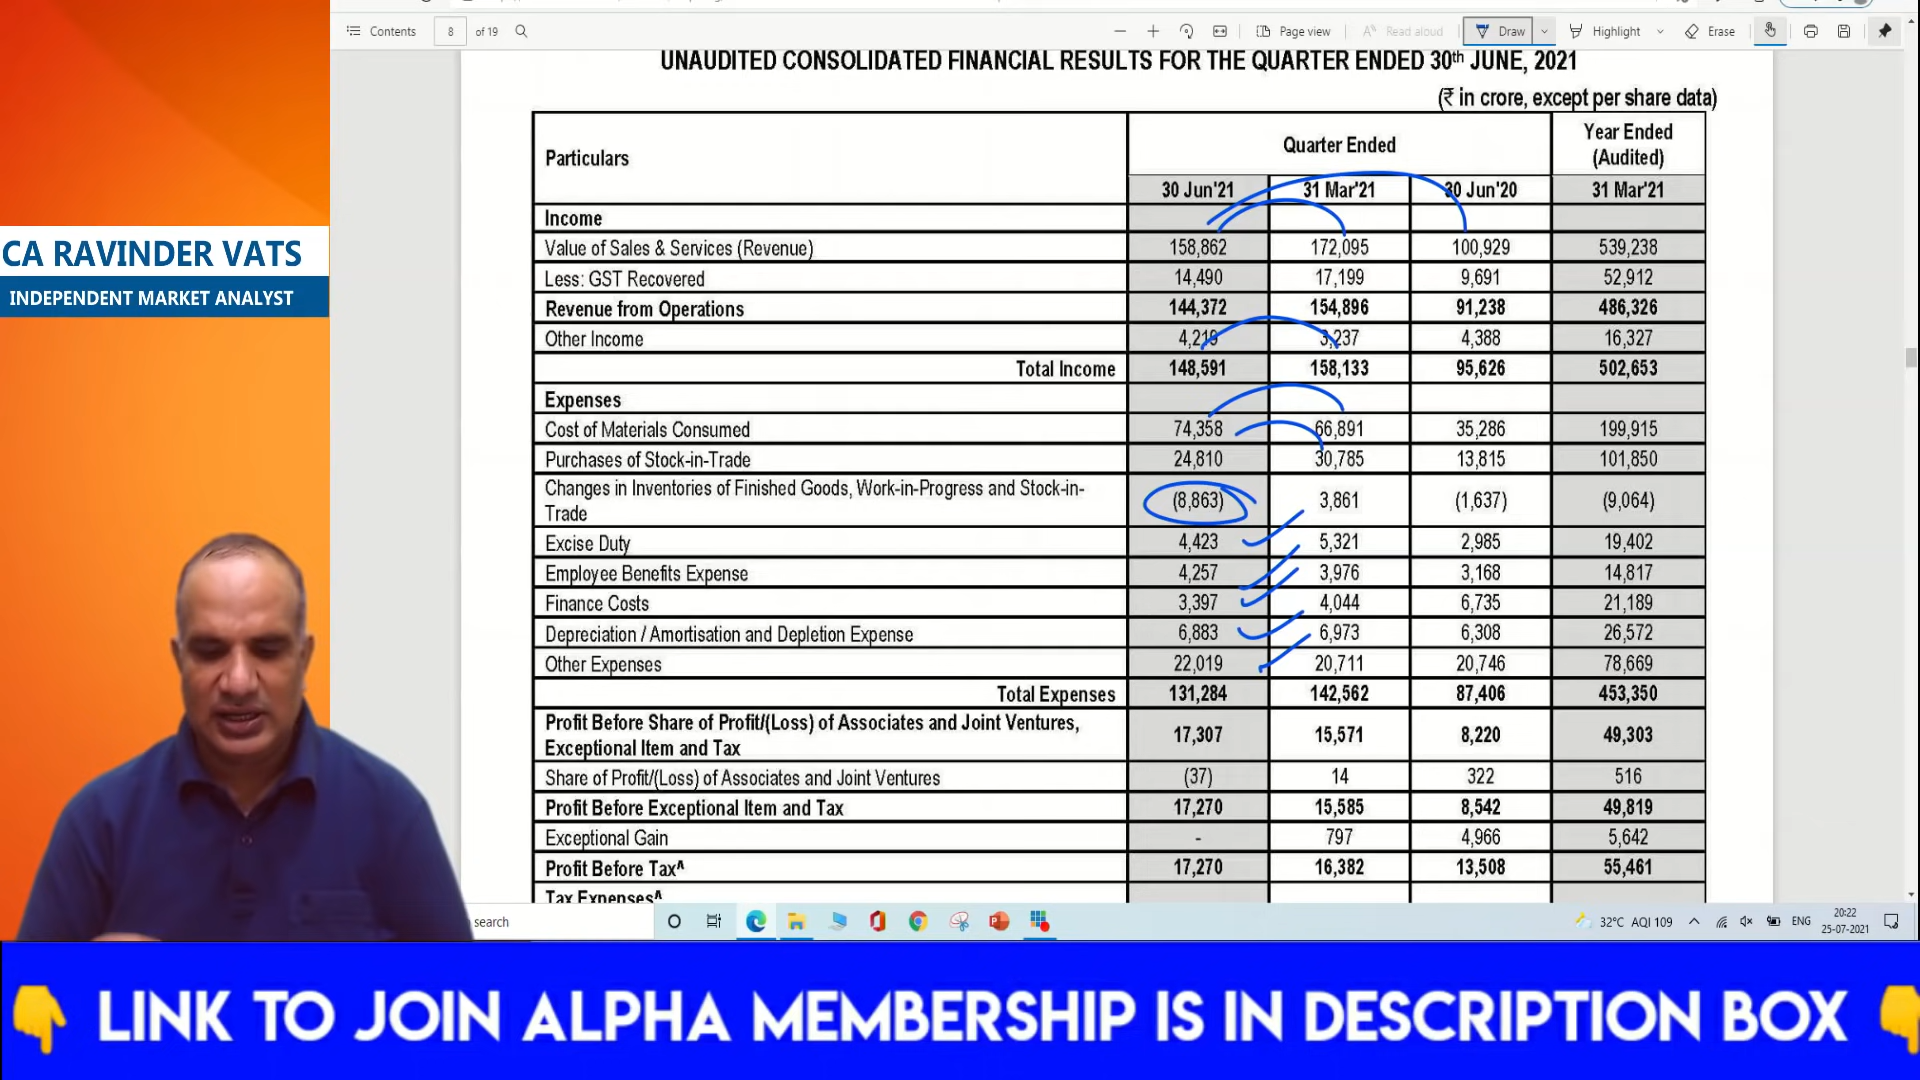 Contents 8 of 19 Page view Read aloud Draw Highlight Erase
UNAUDITED CONSOLIDATED FINANCIAL RESULTS FOR THE QUARTER ENDED 30th JUNE, 2021
(₹ in crore, except per share data)
Particulars Quarter Ended Year Ended (Audited)
30 Jun'21 31 Mar'21 30 Jun'20 31 Mar'21
Income
Value of Sales & Services (Revenue) 158,862 172,095 100,929 539,238
Less: GST Recovered 14,490 17,199 9,691 52,912
Revenue from Operations 144,372 154,896 91,238 486,326
Other Income 4,219 3,237 4,388 16,327
Total Income 148,591 158,133 95,626 502,653
Expenses
Cost of Materials Consumed 74,358 66,891 35,286 199,915
Purchases of Stock-in-Trade 24,810 30,785 13,815 101,850
Changes in Inventories of Finished Goods, Work-in-Progress and Stock-in-
Trade (8,863) 3,861 (1,637) (9,064)
Excise Duty 4,423 5,321 2,985 19,402
Employee Benefits Expense 4,257 3,976 3,168 14,817
Finance Costs 3,397 4,044 6,735 21,189
Depreciation / Amortisation and Depletion Expense 6,883 6,973 6,308 26,572
Other Expenses 22,019 20,711 20,746 78,669
Total Expenses 131,284 142,562 87,406 453,350
Profit Before Share of Profit/(Loss) of Associates and Joint Ventures,
Exceptional Item and Tax 17,307 15,571 8,220 49,303
Share of Profit/(Loss) of Associates and Joint Ventures (37) 14 322 516
Profit Before Exceptional Item and Tax 17,270 15,585 8,542 49,819
Exceptional Gain - 797 4,966 5,642
Profit Before Tax^ 17,270 16,382 13,508 55,461
Tax Expenses^
CA RAVINDER VATS
INDEPENDENT MARKET ANALYST
search 32°C AQI 109 ENG 20:22
25-07-2021
LINK TO JOIN ALPHA MEMBERSHIP IS IN DESCRIPTION BOX